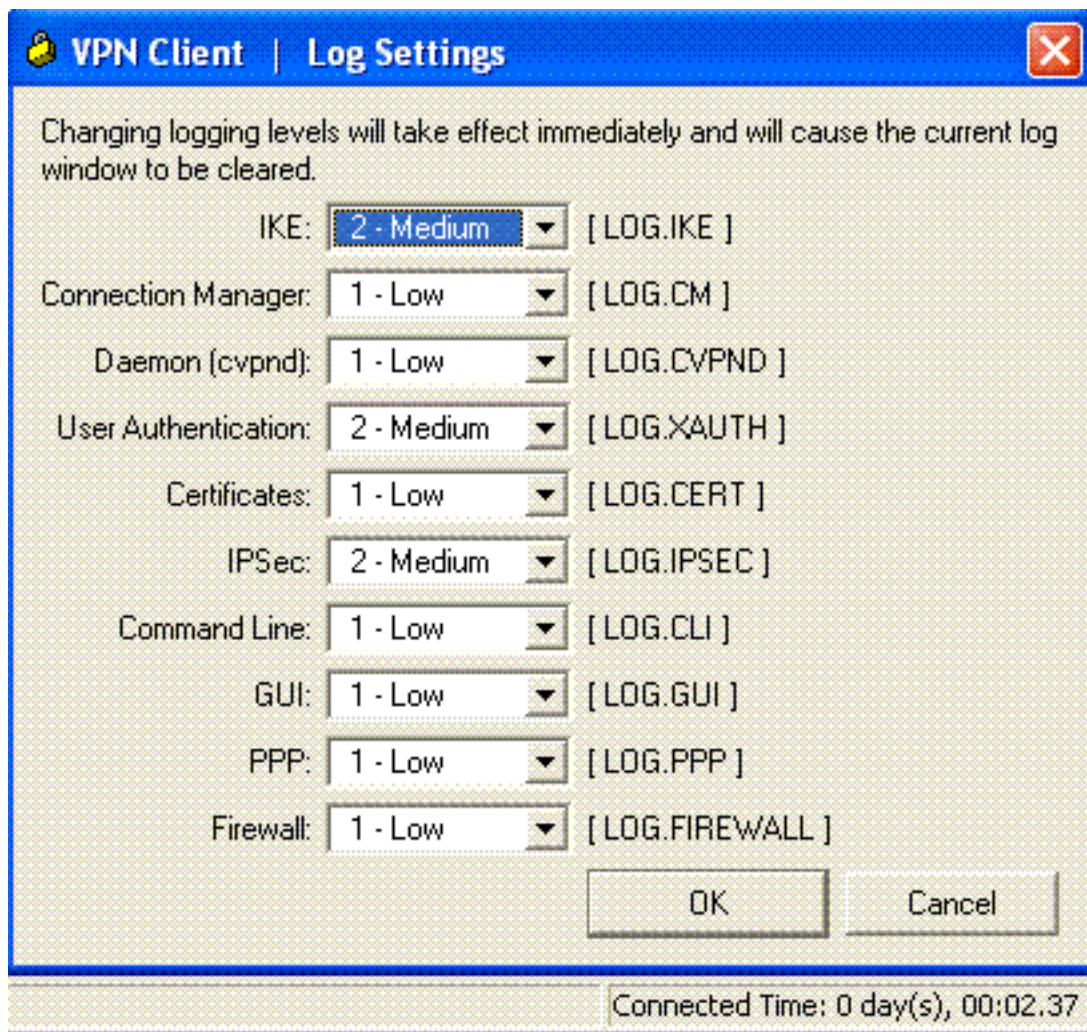 VPN Client | Log Settings
Changing logging levels will take effect immediately and will cause the current log
window to be cleared.
IKE: 2 - Medium [ LOG.IKE ]
Connection Manager: 1 - Low [ LOG.CM ]
Daemon (cvpnd): 1 - Low [ LOG.CVPND ]
User Authentication: 2 - Medium [ LOG.XAUTH ]
Certificates: 1 - Low [ LOG.CERT ]
IPSec: 2 - Medium [ LOG.IPSEC ]
Command Line: 1 - Low [ LOG.CLI ]
GUI: 1 - Low [ LOG.GUI ]
PPP: 1 - Low [ LOG.PPP ]
Firewall: 1 - Low [ LOG.FIREWALL ]
OK Cancel
Connected Time: 0 day(s), 00:02.37